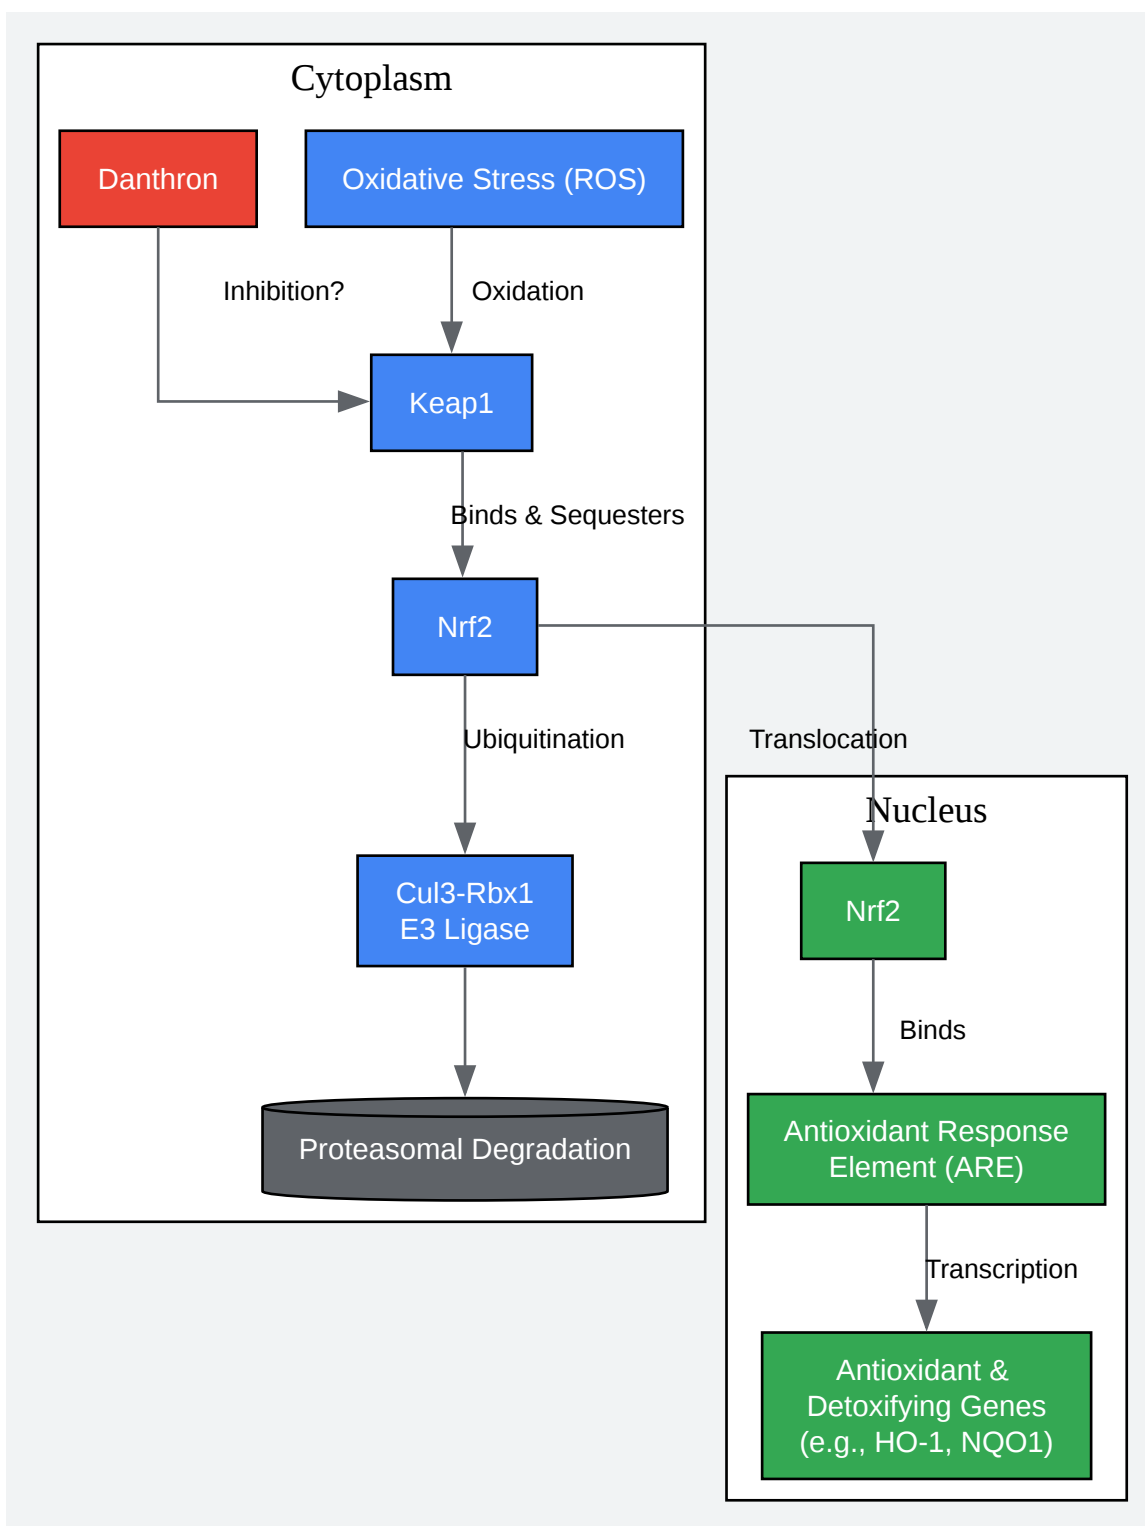 Cytoplasm
Danthron
Oxidative Stress (ROS)
Inhibition?
Oxidation
Keap1
Binds & Sequesters
Nrf2
Ubiquitination
Translocation
Nucleus
Cul3-Rbx1
E3 Ligase
Nrf2
Binds
Proteasomal Degradation
Antioxidant Response
Element (ARE)
Transcription
Antioxidant &
Detoxifying Genes
(e.g., HO-1, NQO1)